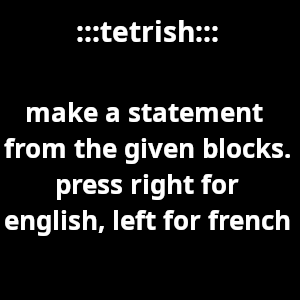 :::tetrish:::
make a statement
from the given blocks.
press right for
english, left for french